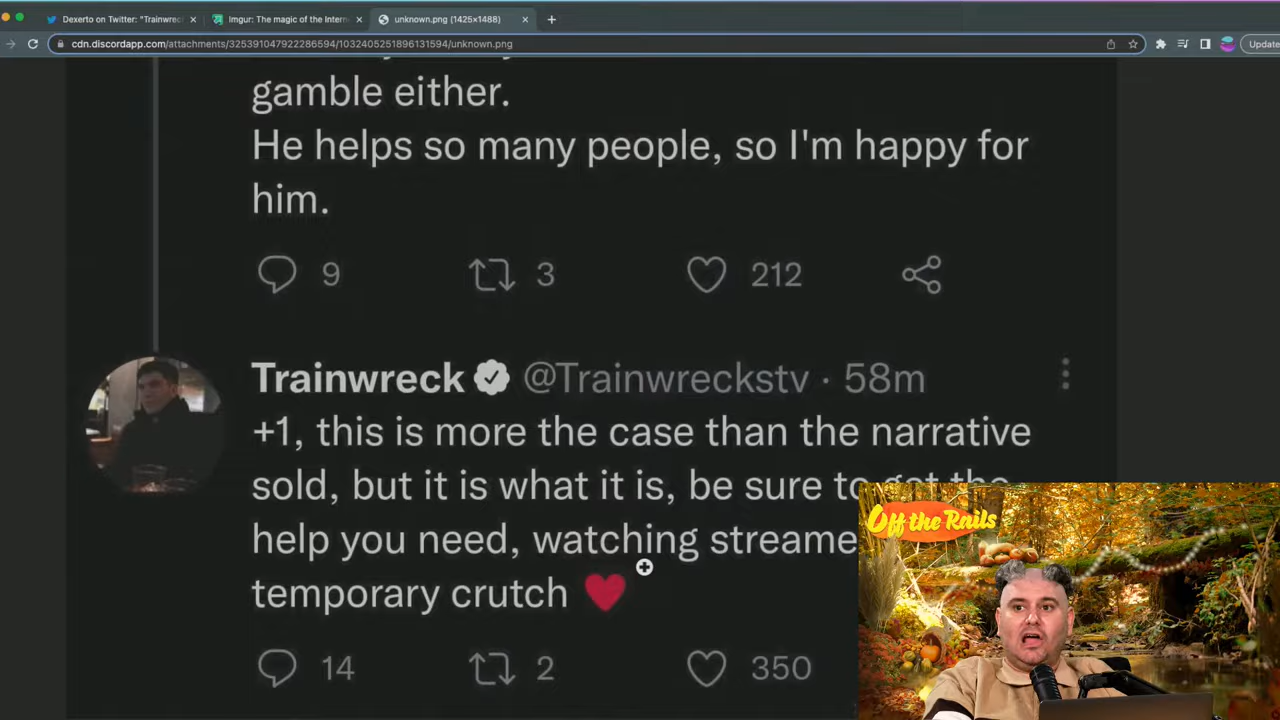 Dexerto on Twitter: "Trainwrec
Imgur: The magic of the Intern
unknown.png (1425×1488)
cdn.discordapp.com/attachments/325391047922286594/1032405251896131594/unknown.png
Update
gamble either.
He helps so many people, so I'm happy for
him.
9 3 212
Trainwreck @Trainwreckstv · 58m
+1, this is more the case than the narrative
sold, but it is what it is, be sure to get the
help you need, watching streame
temporary crutch ❤️
14 2 350
Off the Rails